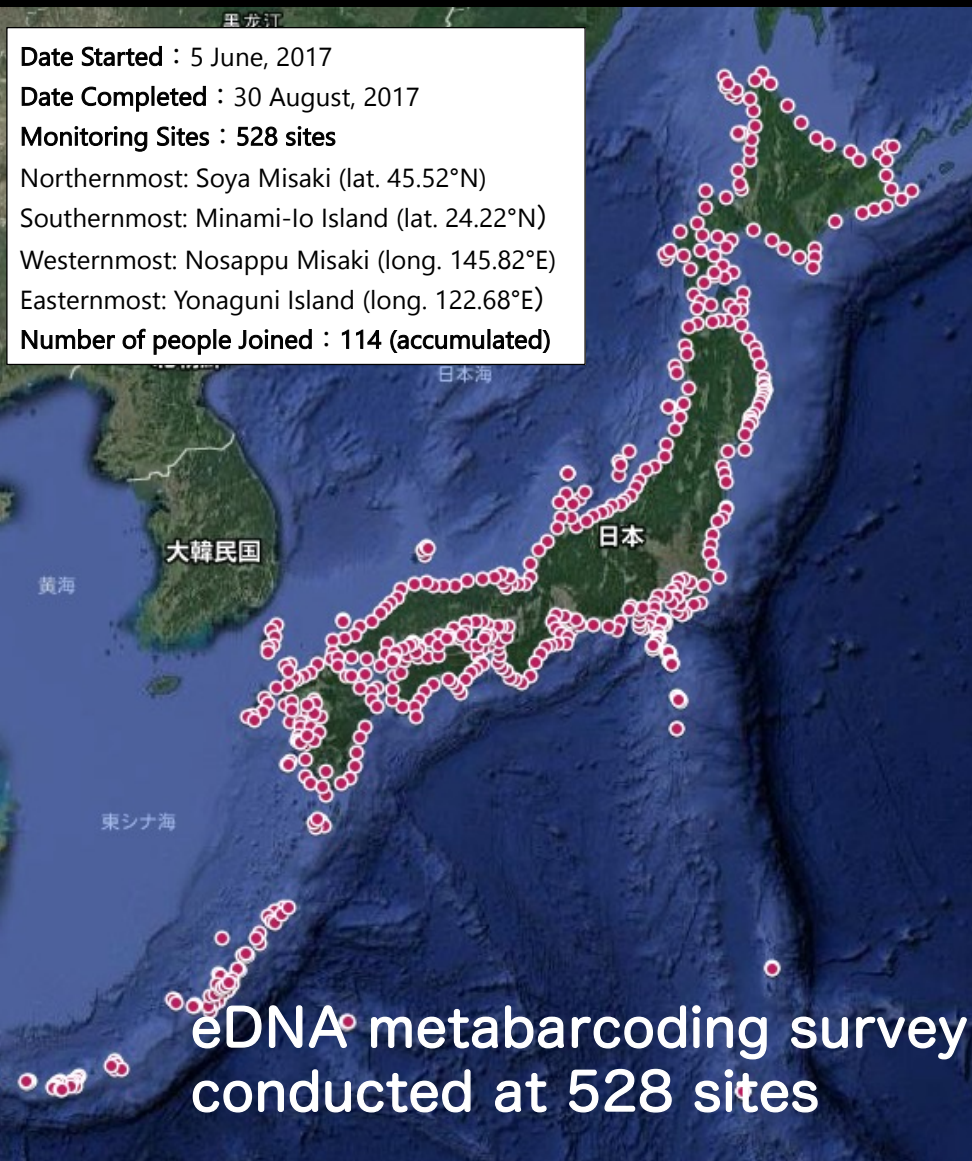 黑龙江
Date Started：5 June, 2017
Date Completed：30 August, 2017
Monitoring Sites：528 sites
Northernmost: Soya Misaki (lat. 45.52°N)
Southernmost: Minami-Io Island (lat. 24.22°N）
Westernmost: Nosappu Misaki (long. 145.82°E)
Easternmost: Yonaguni Island (long. 122.68°E）
Number of people Joined：114 (accumulated)
日本海
日本
大韓民国
黄海
東シナ海
eDNA metabarcoding survey
conducted at 528 sites